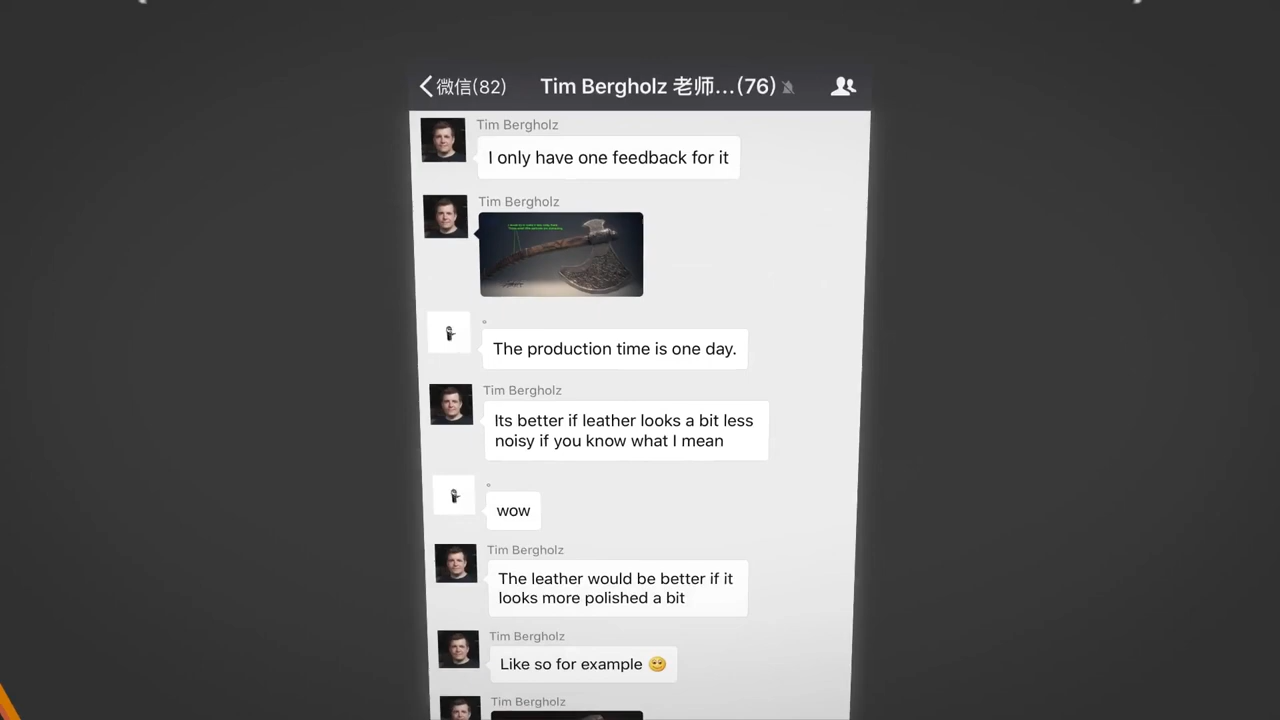 微信(82)
Tim Bergholz 老师...(76)
Tim Bergholz
I only have one feedback for it
Tim Bergholz
The production time is one day.
Tim Bergholz
Its better if leather looks a bit less
noisy if you know what I mean
wow
Tim Bergholz
The leather would be better if it
looks more polished a bit
Tim Bergholz
Like so for example
Tim Bergholz